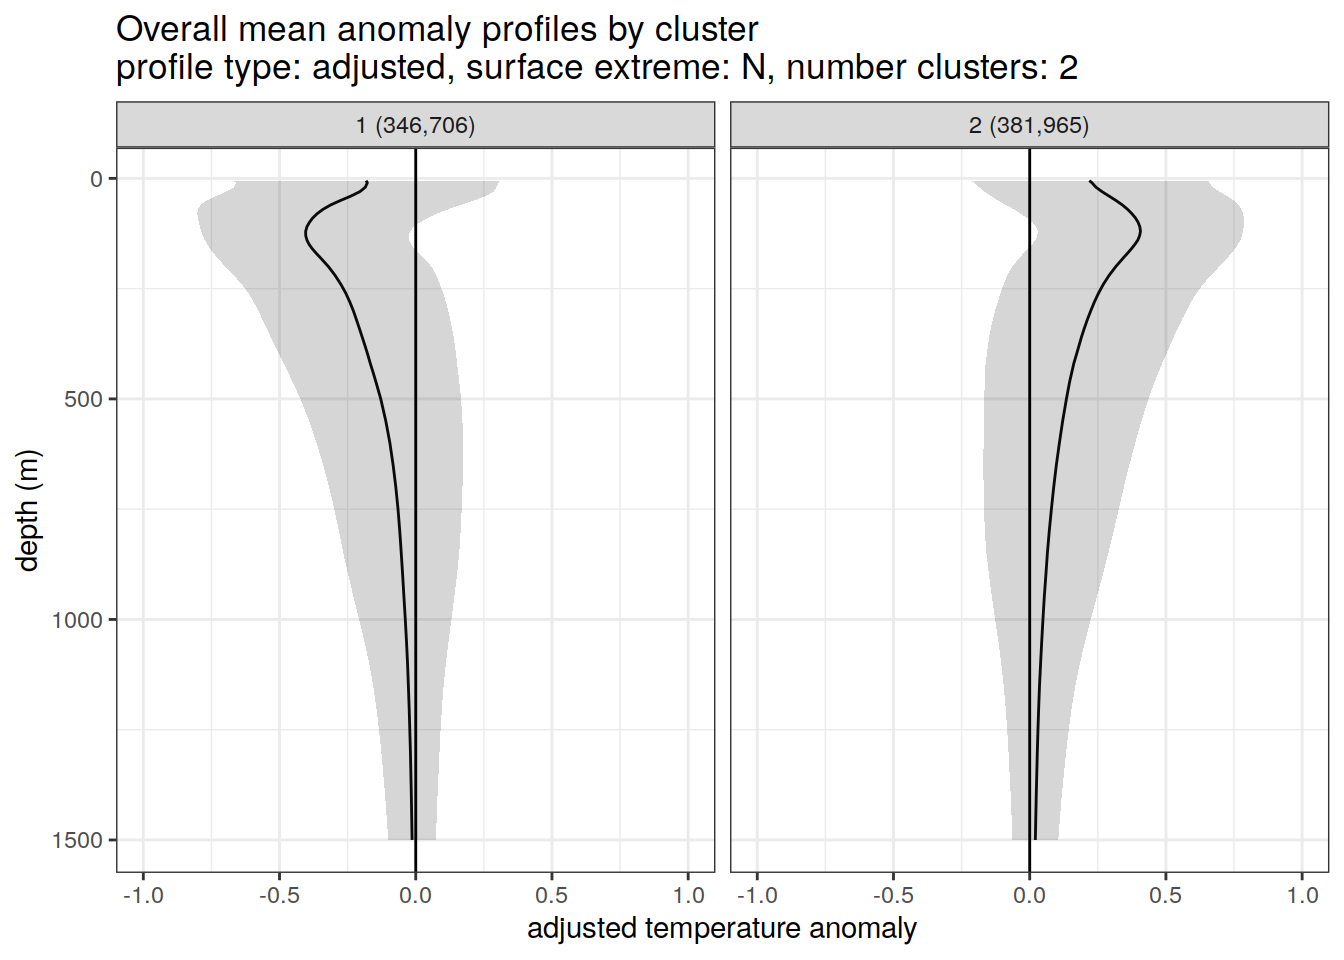 Overall mean anomaly profiles by cluster
profile type: adjusted, surface extreme: N, number clusters: 2
1 (346,706)
2 (381,965)
0
500
1000
1500
depth (m)
-1.0 -0.5 0.0 0.5 1.0
-1.0 -0.5 0.0 0.5 1.0
adjusted temperature anomaly